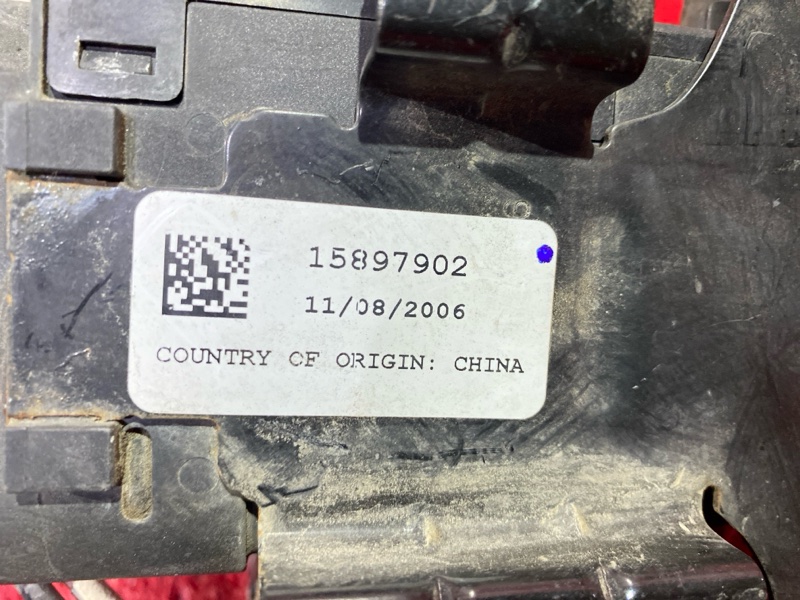 15897902
11/08/2006
COUNTRY OF ORIGIN: CHINA